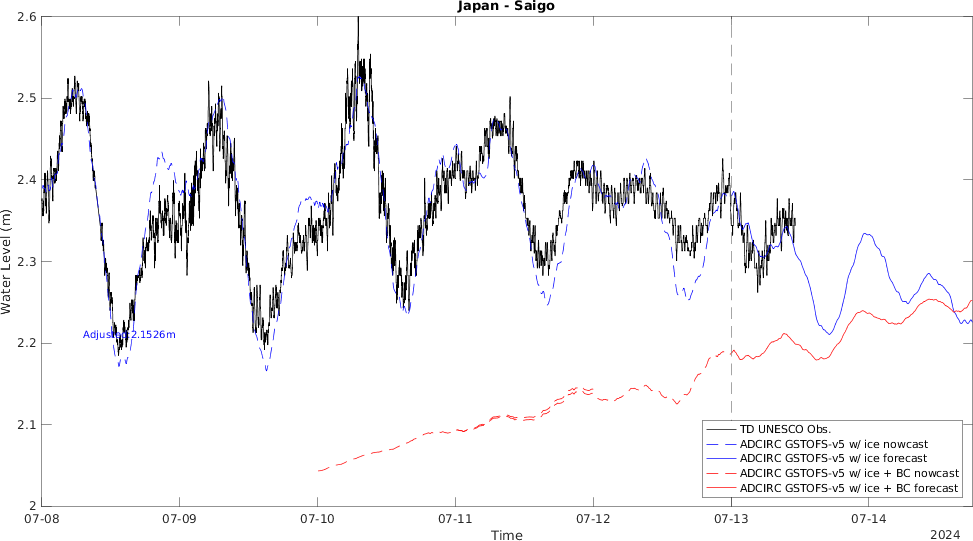 Japan - Saigo
2.6
2.5
2.4
2.3
2.2
2.1
2
Water Level (m)
Adjusted 2.1526m
TD UNESCO Obs.
ADCIRC GSTOFS-v5 w/ ice nowcast
ADCIRC GSTOFS-v5 w/ ice forecast
ADCIRC GSTOFS-v5 w/ ice + BC nowcast
ADCIRC GSTOFS-v5 w/ ice + BC forecast
07-08 07-09 07-10 07-11 07-12 07-13 07-14
Time
2024